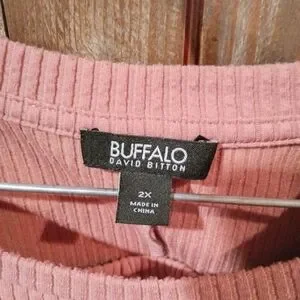 BUFFALO
DAVID BITTON
2X
MADE IN
CHINA